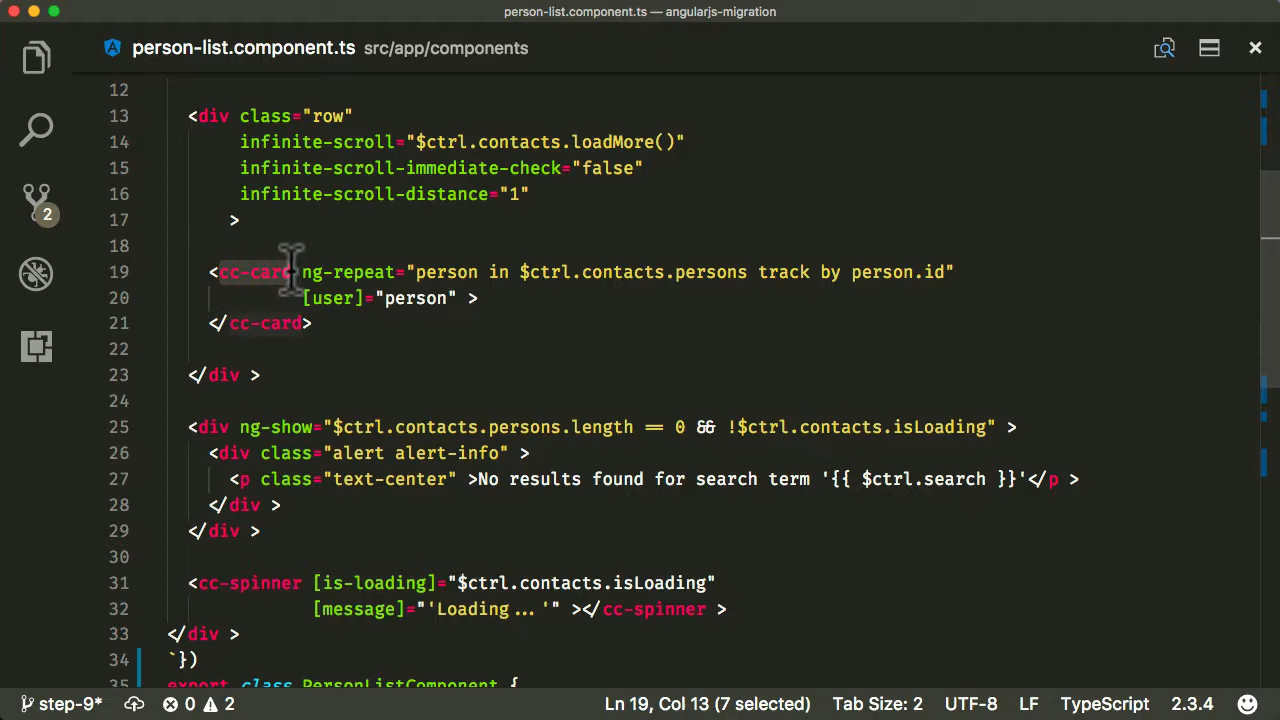 person-list.component.ts — angularjs-migration
person-list.component.ts src/app/components
12
13 <div class="row"
14 infinite-scroll="$ctrl.contacts.loadMore()"
15 infinite-scroll-immediate-check="false"
16 infinite-scroll-distance="1"
17 >
18
19 <cc-card ng-repeat="person in $ctrl.contacts.persons track by person.id"
20 [user]="person" >
21 </cc-card>
22
23 </div >
24
25 <div ng-show="$ctrl.contacts.persons.length == 0 && !$ctrl.contacts.isLoading" >
26 <div class="alert alert-info" >
27 <p class="text-center" >No results found for search term '{{ $ctrl.search }}'</p >
28 </div >
29 </div >
30
31 <cc-spinner [is-loading]="$ctrl.contacts.isLoading"
32 [message]="'Loading...'" ></cc-spinner >
33 </div >
34 `})
35 export class PersonListComponent {
2
step-9* 0 2 Ln 19, Col 13 (7 selected) Tab Size: 2 UTF-8 LF TypeScript 2.3.4